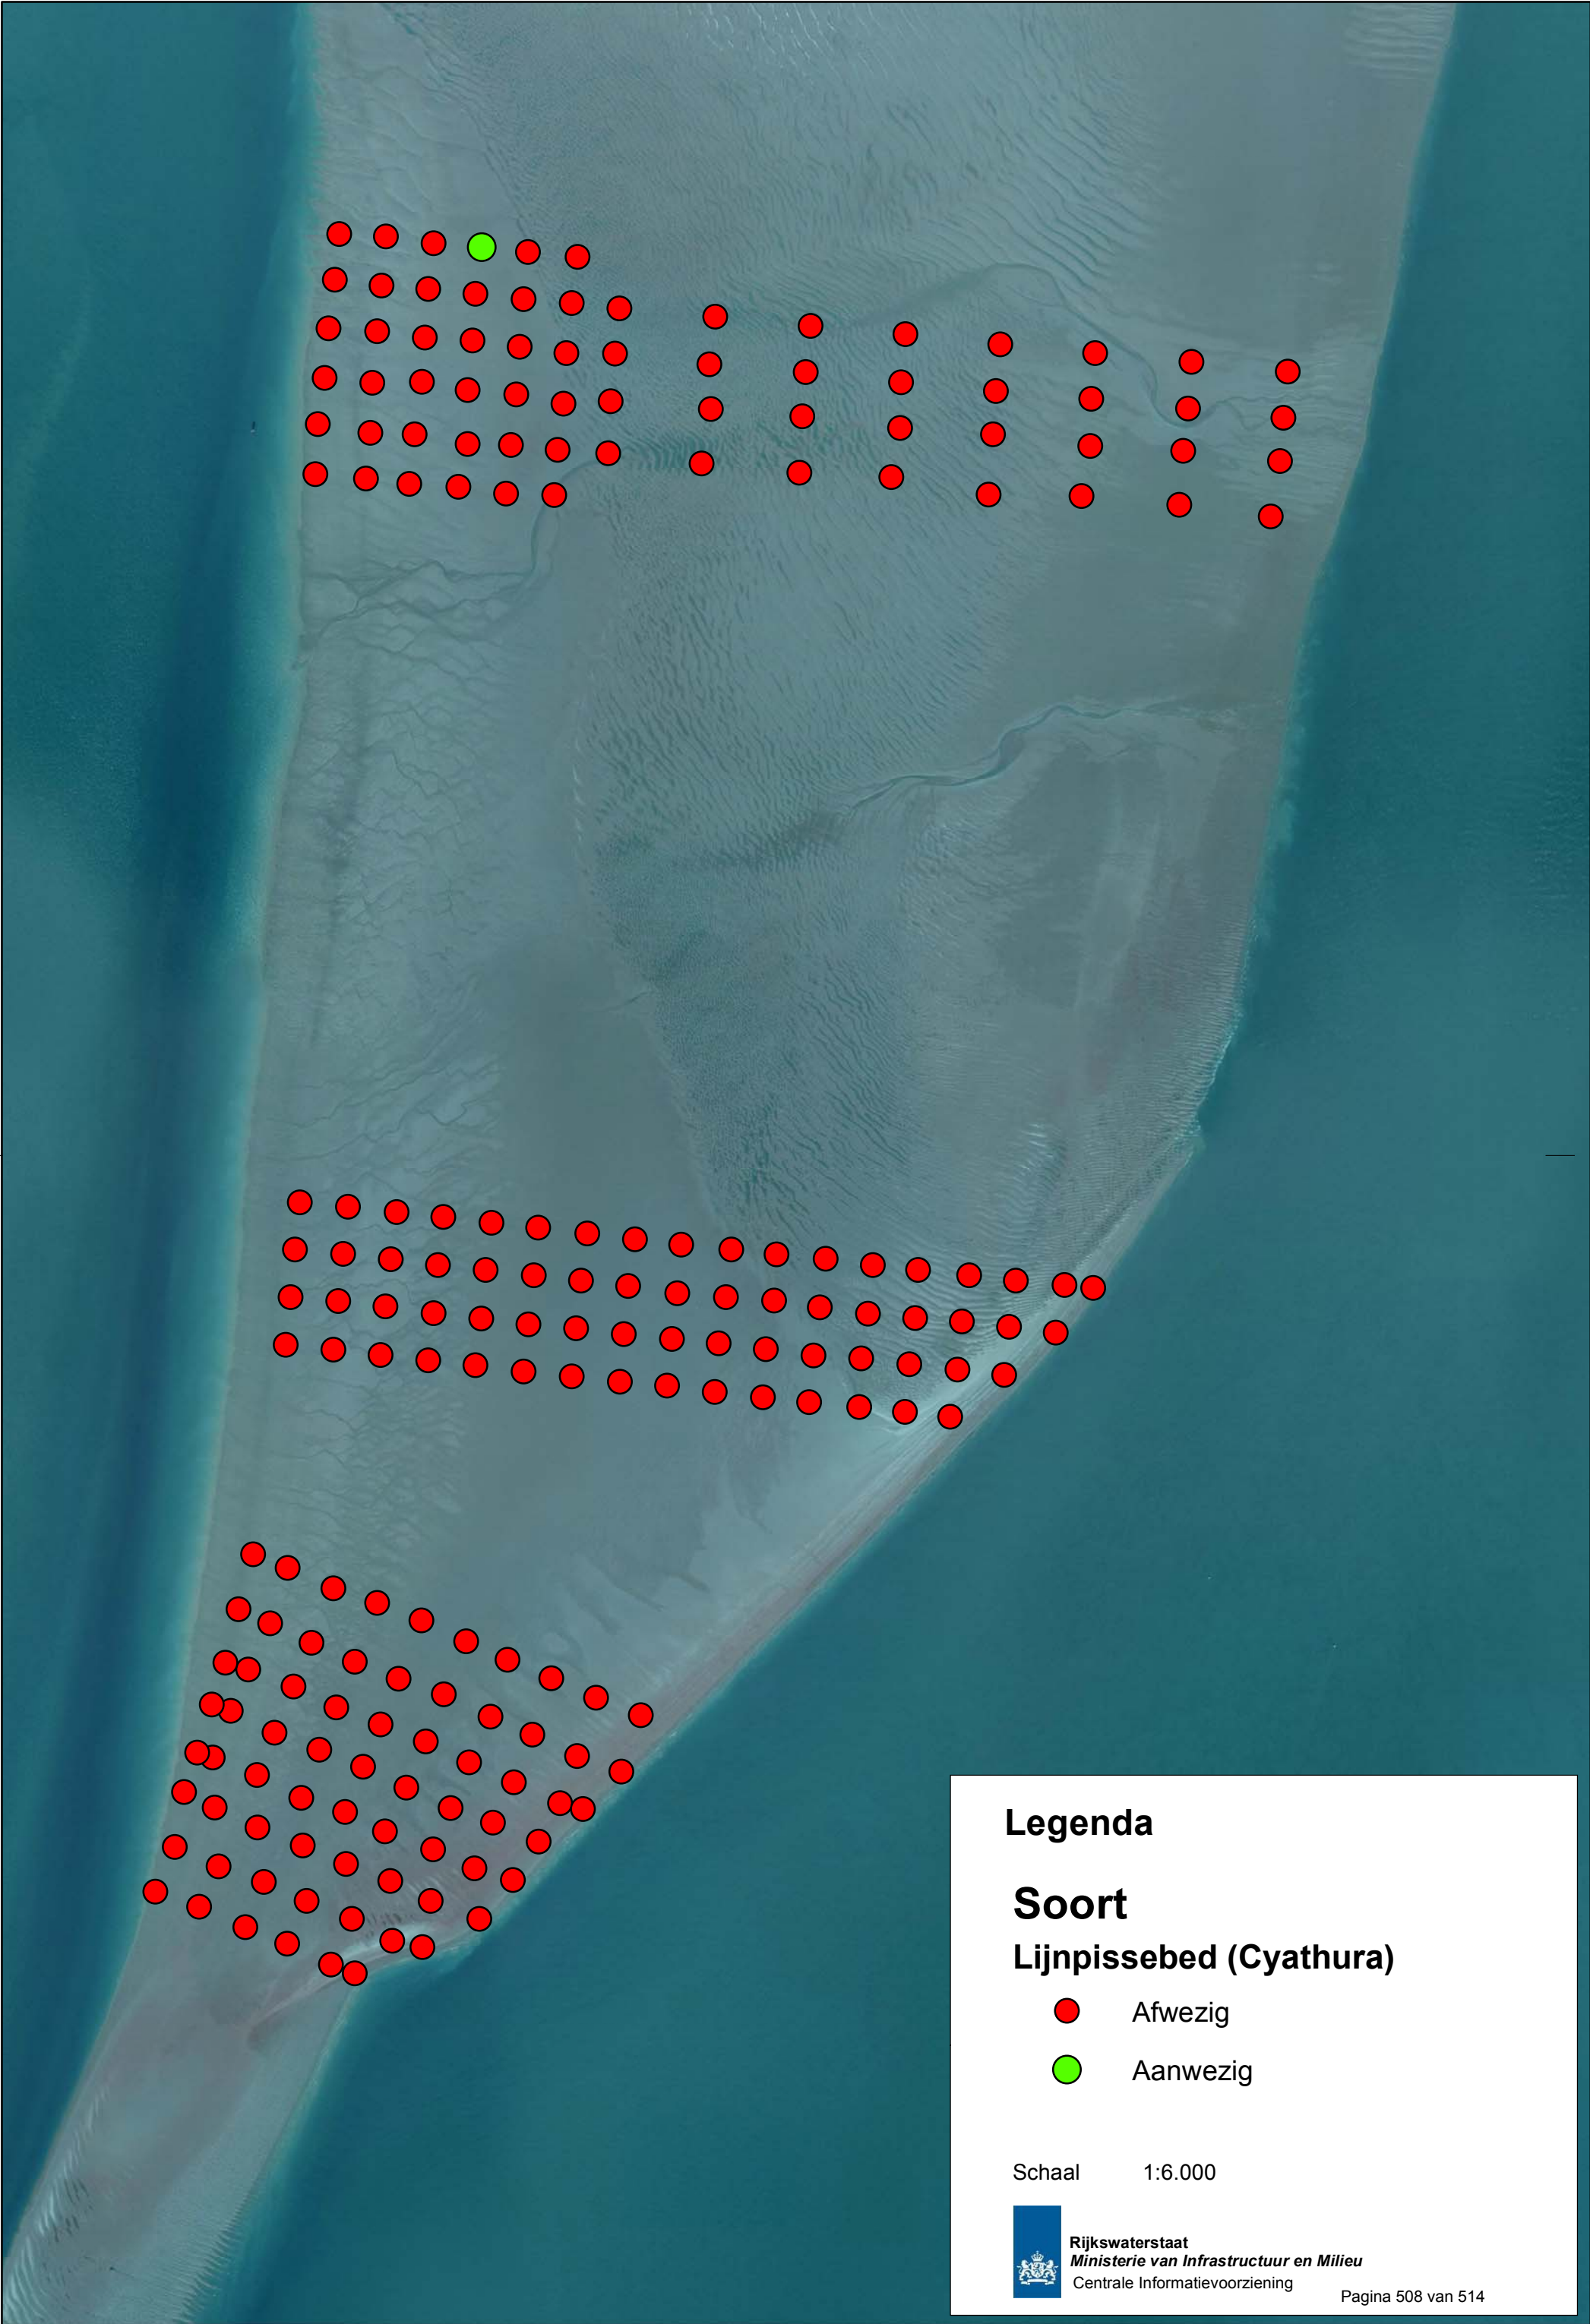 Legenda
Soort
Lijnpissebed (Cyathura)
Afwezig
Aanwezig
Schaal 1:6.000
Rijkswaterstaat
Ministerie van Infrastructuur en Milieu
Centrale Informatievoorziening
Pagina 508 van 514